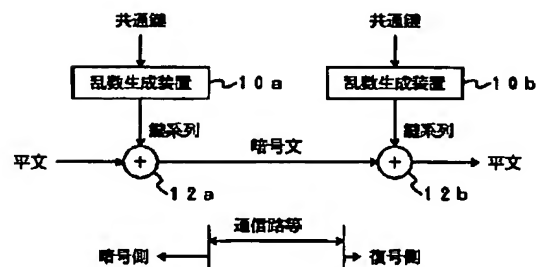 共通鍵 共通鍵
乱数生成装置 10a 乱数生成装置 10b
鍵系列 鍵系列
平文 + 暗号文 + 平文
12a 12b
通信路等
暗号側 復号側